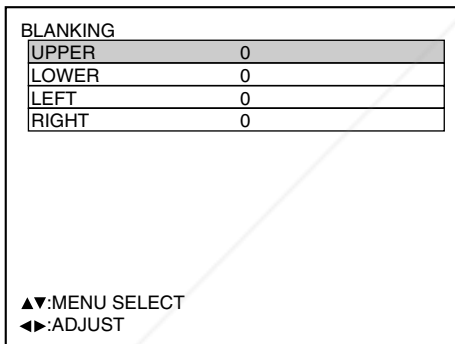 BLANKING
UPPER 0
LOWER 0
LEFT 0
RIGHT 0
▲▼:MENU SELECT
◀▶:ADJUST